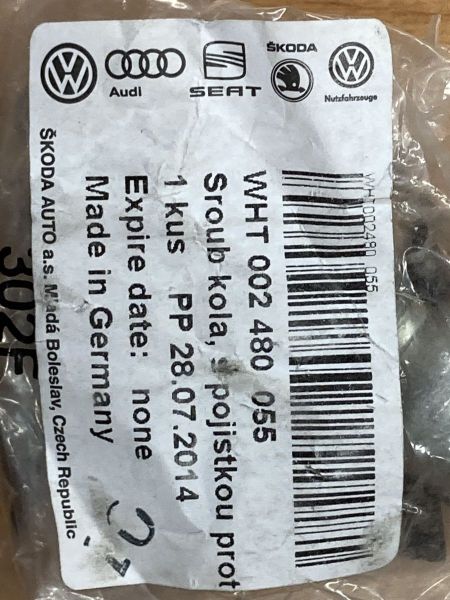 Audi
SEAT
ŠKODA
Nutzfahrzeuge
WHT002480 055
WHT 002 480 055
Sroub kola, s pojistkou prot
1 kus PP 28.07.2014
Expire date: none
Made in Germany
ŠKODA AUTO a.s. Mladá Boleslav, Czech Republic